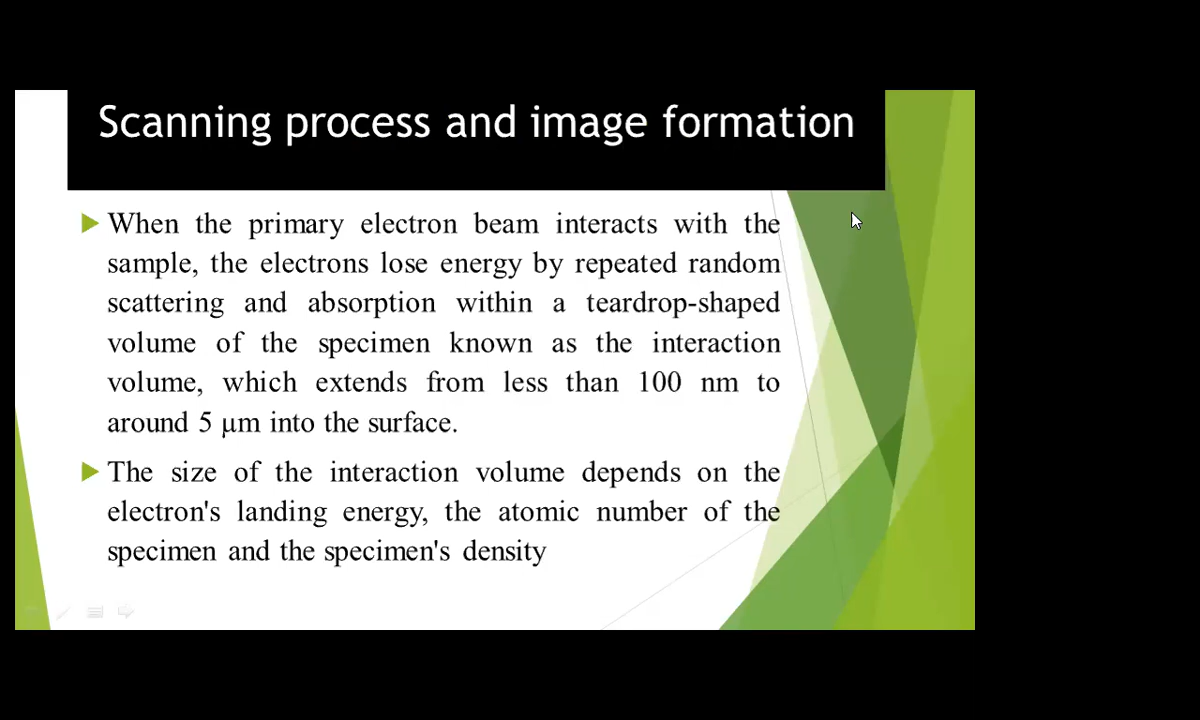 Scanning process and image formation
When the primary electron beam interacts with the
sample, the electrons lose energy by repeated random
scattering and absorption within a teardrop-shaped
volume of the specimen known as the interaction
volume, which extends from less than 100 nm to
around 5 µm into the surface.
The size of the interaction volume depends on the
electron's landing energy, the atomic number of the
specimen and the specimen's density